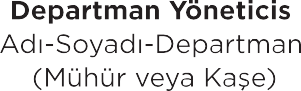 Departman Yöneticis
Adı-Soyadı-Departman
(Mühür veya Kaşe)